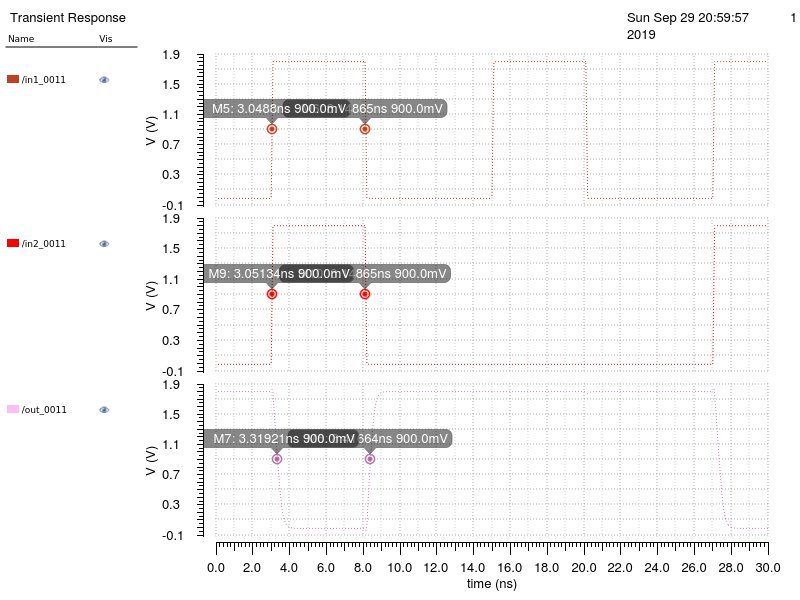 Transient Response
Sun Sep 29 20:59:57 2019
1
Name Vis
/in1_0011
V (V)
1.9
1.5
1.1
0.7
0.3
-0.1
M5: 3.0488ns 900.0mV
865ns 900.0mV
/in2_0011
V (V)
1.9
1.5
1.1
0.7
0.3
-0.1
M9: 3.05134ns 900.0mV
865ns 900.0mV
/out_0011
V (V)
1.9
1.5
1.1
0.7
0.3
-0.1
M7: 3.31921ns 900.0mV
664ns 900.0mV
0.0 2.0 4.0 6.0 8.0 10.0 12.0 14.0 16.0 18.0 20.0 22.0 24.0 26.0 28.0 30.0
time (ns)